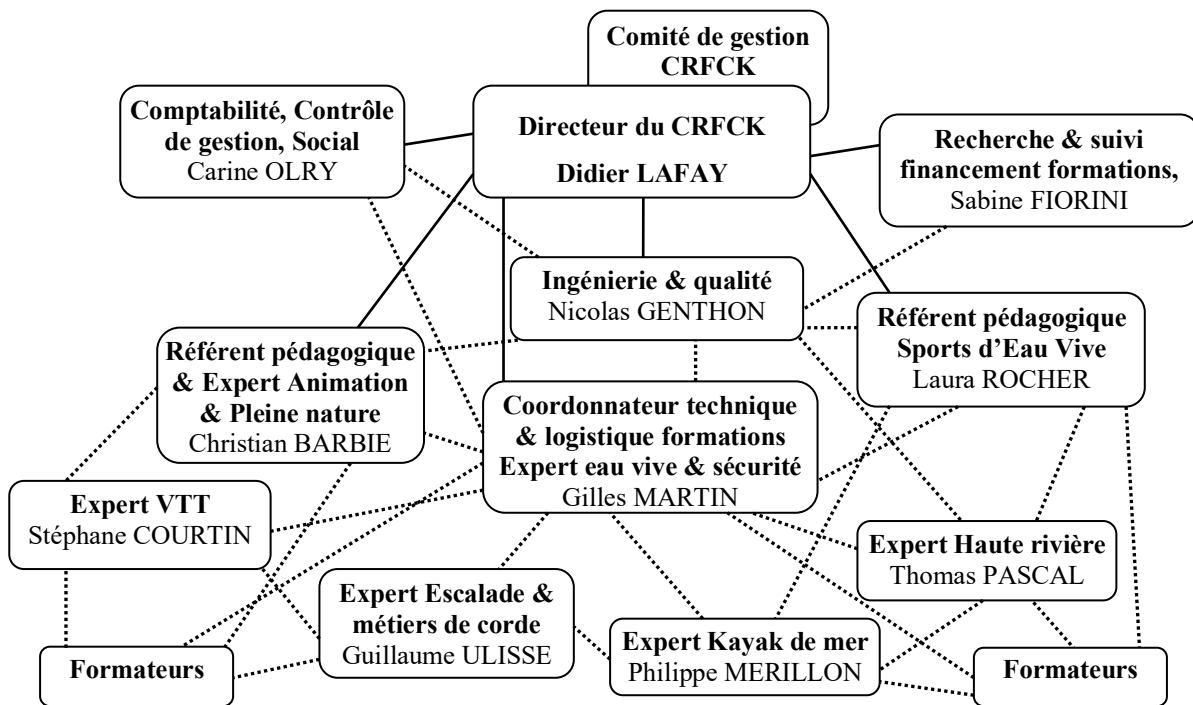 Comité de gestion
CRFCK
Comptabilité, Contrôle
de gestion, Social
Carine OLRY
Directeur du CRFCK
Didier LAFAY
Recherche & suivi
financement formations,
Sabine FIORINI
Ingénierie & qualité
Nicolas GENTHON
Référent pédagogique
& Expert Animation
& Pleine nature
Christian BARBIE
Référent pédagogique
Sports d’Eau Vive
Laura ROCHER
Coordonnateur technique
& logistique formations
Expert eau vive & sécurité
Gilles MARTIN
Expert VTT
Stéphane COURTIN
Expert Haute rivière
Thomas PASCAL
Expert Escalade &
métiers de corde
Guillaume ULISSE
Expert Kayak de mer
Philippe MERILLON
Formateurs
Formateurs